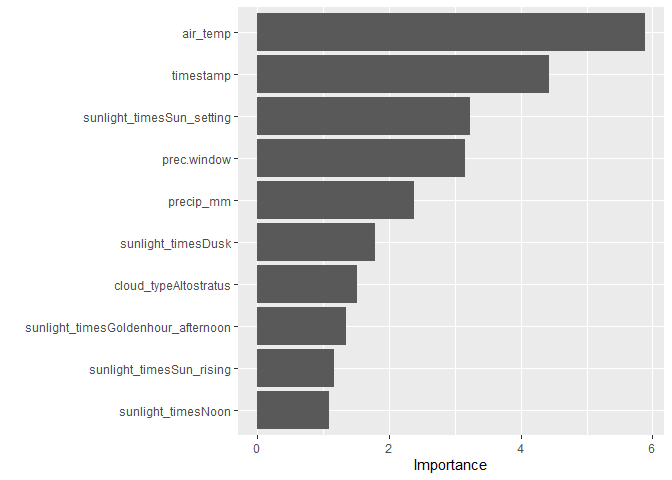 air_temp
timestamp
sunlight_timesSun_setting
prec.window
precip_mm
sunlight_timesDusk
cloud_typeAltostratus
sunlight_timesGoldenhour_afternoon
sunlight_timesSun_rising
sunlight_timesNoon
0 2 4 6
Importance